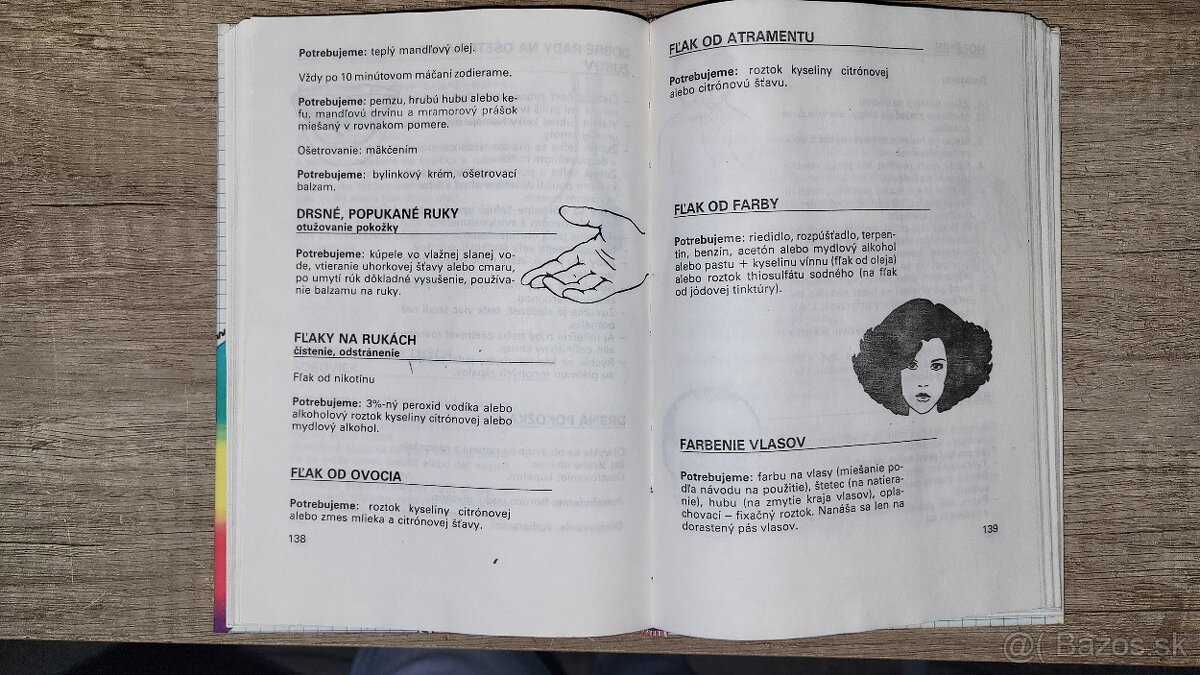 Potrebujeme: teplý mandľový olej.
Vždy po 10 minútovom máčaní zodierame.
Potrebujeme: pemzu, hrubú hubu alebo ke-
fu, mandľovú drvinu a mramorový prášok
miešaný v rovnakom pomere.
Ošetrovanie: mäkčením
Potrebujeme: bylinkový krém, ošetrovací
balzam.
DRSNÉ, POPUKANÉ RUKY
otužovanie pokožky
Potrebujeme: kúpele vo vlažnej slanej vo-
de, vtieranie uhorkovej šťavy alebo cmaru,
po umytí rúk dôkladné vysušenie, používa-
nie balzamu na ruky.
FĽAKY NA RUKÁCH
čistenie, odstránenie
Fľak od nikotínu
Potrebujeme: 3%-ný peroxid vodíka alebo
alkoholový roztok kyseliny citrónovej alebo
mydlový alkohol.
FĽAK OD OVOCIA
Potrebujeme: roztok kyseliny citrónovej
alebo zmes mlieka a citrónovej šťavy.
138
FĽAK OD ATRAMENTU
Potrebujeme: roztok kyseliny citrónovej
alebo citrónovú šťavu.
FĽAK OD FARBY
Potrebujeme: riedidlo, rozpúšťadlo, terpen-
tín, benzín, acetón alebo mydlový alkohol
alebo pastu + kyselinu vínnu (fľak od oleja)
alebo roztok thiosulfátu sodného (na fľak
od jódovej tinktúry).
FARBENIE VLASOV
Potrebujeme: farbu na vlasy (miešanie po-
dľa návodu na použitie), štetec (na natiera-
nie), hubu (na zmytie kraja vlasov), opla-
chovací – fixačný roztok. Nanáša sa len na
dorastený pás vlasov.
139
Bazos.sk